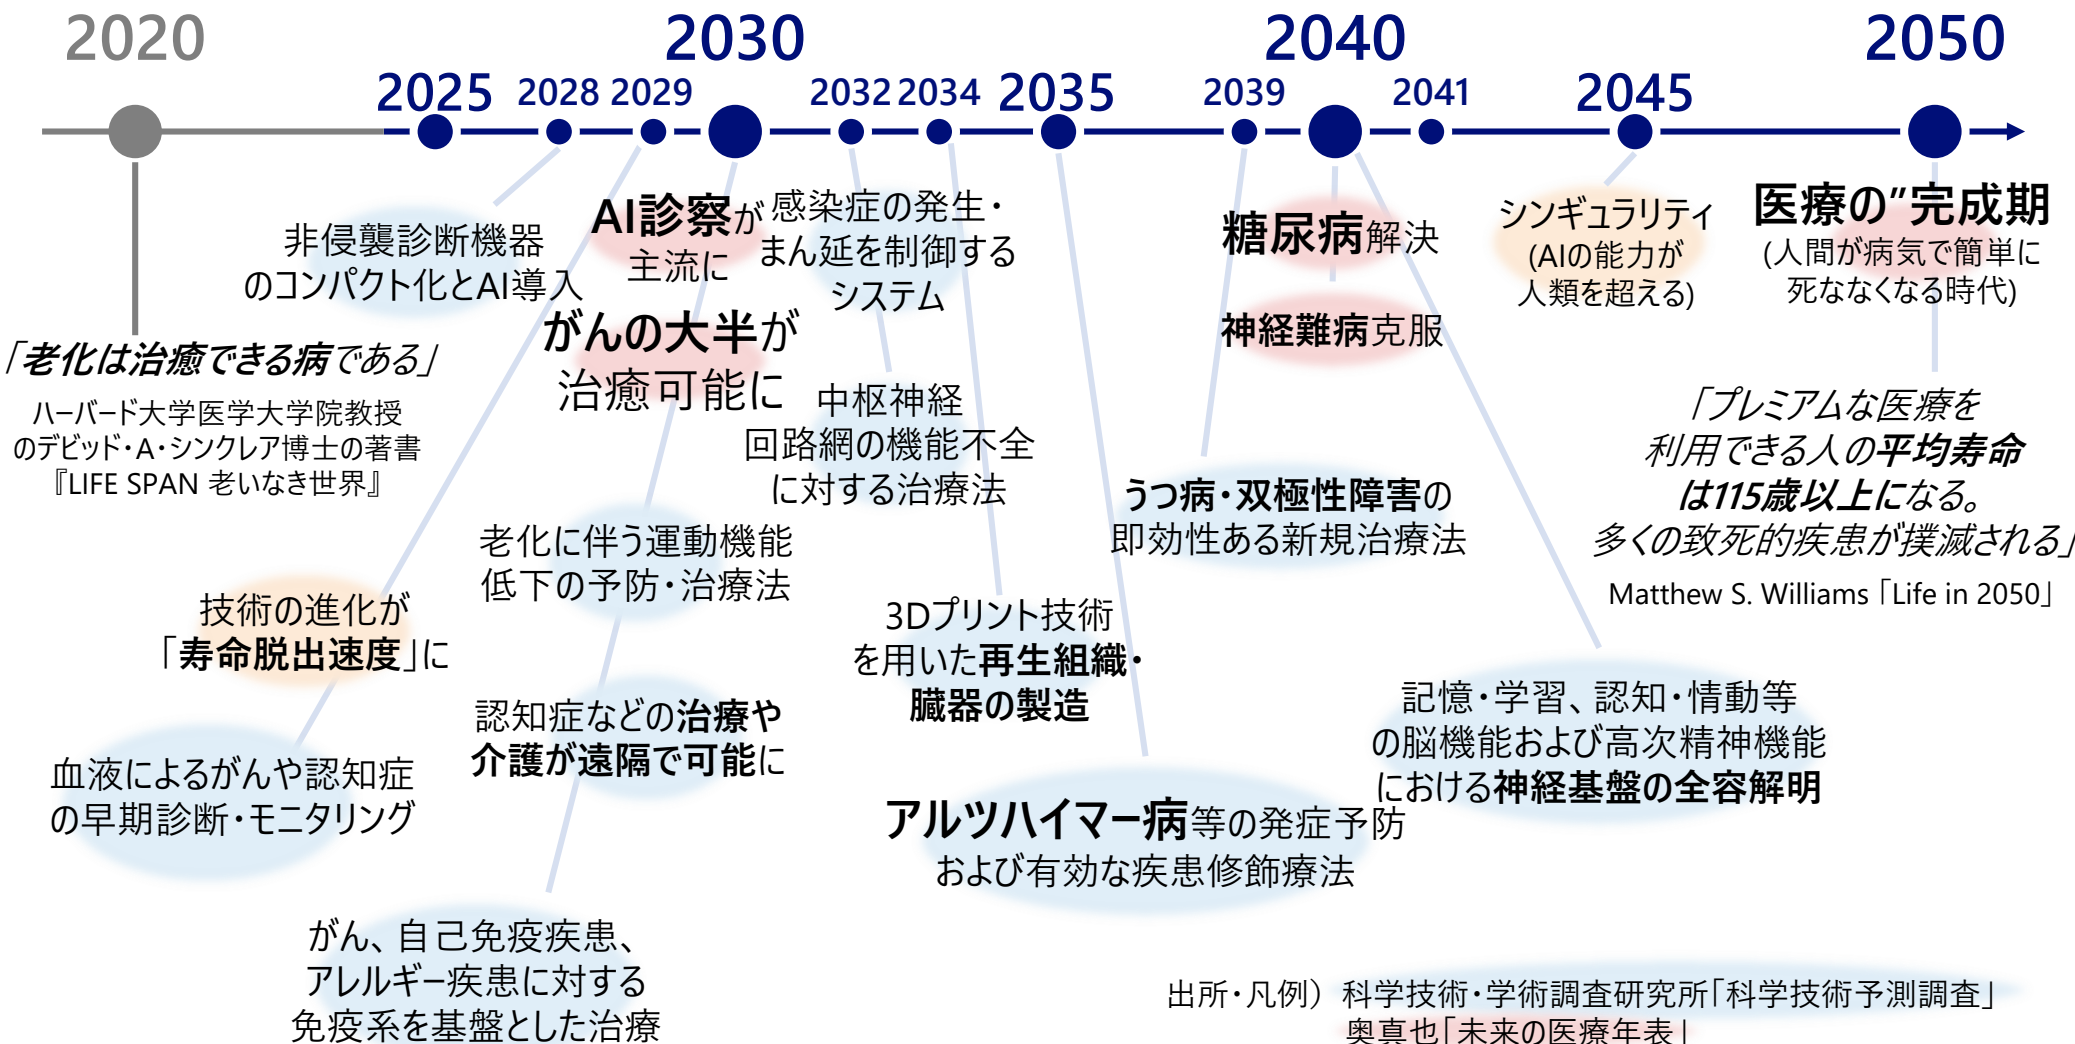 2020
2030
2040
2050
2025
2028
2029
2032
2034
2035
2039
2041
2045
非侵襲診断機器
のコンパクト化とAI導入
AI診察が
主流に
がんの大半が
治癒可能に
感染症の発生・
まん延を制御する
システム
糖尿病解決
神経難病克服
シンギュラリティ
(AIの能力が
人類を超える)
医療の”完成期
(人間が病気で簡単に
死ななくなる時代)
「老化は治癒できる病である」
ハーバード大学医学大学院教授
のデビッド・A・シンクレア博士の著書
『LIFE SPAN 老いなき世界』
中枢神経
回路網の機能不全
に対する治療法
「プレミアムな医療を
利用できる人の平均寿命
は115歳以上になる。
多くの致死的疾患が撲滅される」
Matthew S. Williams「Life in 2050」
うつ病・双極性障害の
即効性ある新規治療法
老化に伴う運動機能
低下の予防・治療法
技術の進化が
「寿命脱出速度」に
3Dプリント技術
を用いた再生組織・
臓器の製造
認知症などの治療や
介護が遠隔で可能に
記憶・学習、認知・情動等
の脳機能および高次精神機能
における神経基盤の全容解明
血液によるがんや認知症
の早期診断・モニタリング
アルツハイマー病等の発症予防
および有効な疾患修飾療法
がん、自己免疫疾患、
アレルギー疾患に対する
免疫系を基盤とした治療
出所・凡例） 科学技術・学術調査研究所「科学技術予測調査」
奥真也「未来の医療年表」